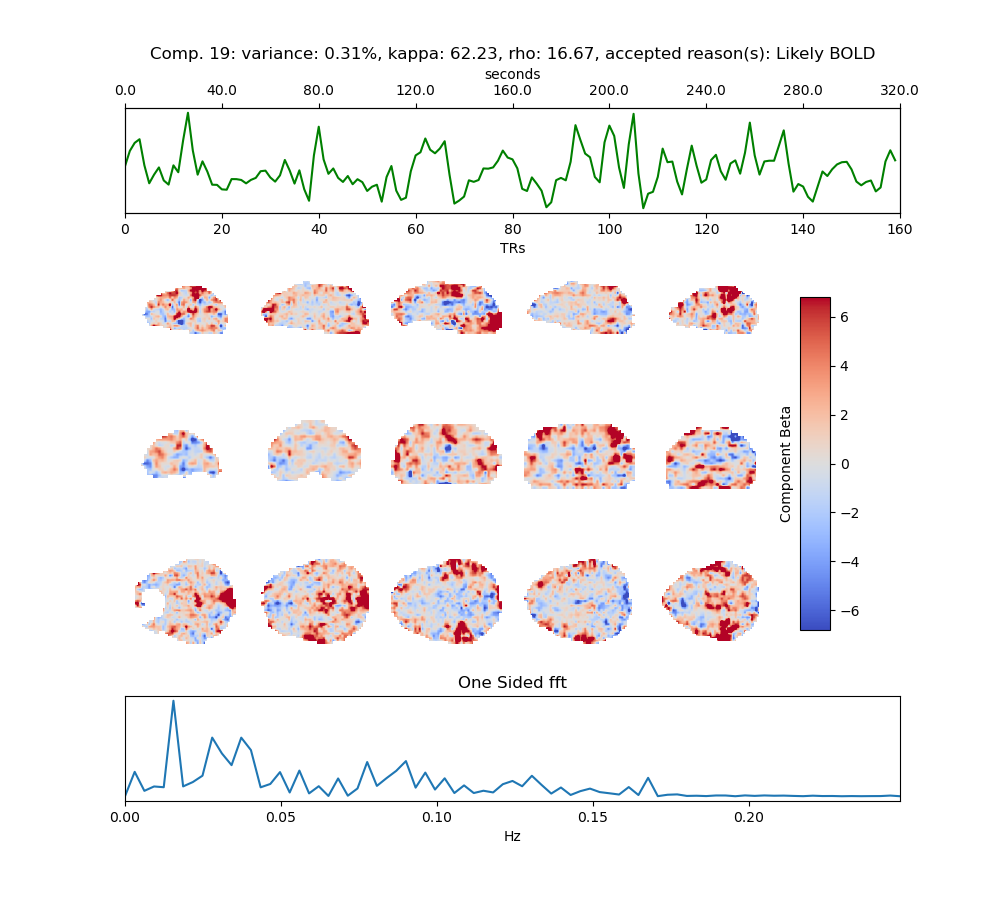 Comp. 19: variance: 0.31%, kappa: 62.23, rho: 16.67, accepted reason(s): Likely BOLD
seconds
0.0 40.0 80.0 120.0 160.0 200.0 240.0 280.0 320.0
0 20 40 60 80 100 120 140 160
TRs
6
4
2
0
−2
−4
−6
Component Beta
One Sided fft
0.00 0.05 0.10 0.15 0.20
Hz